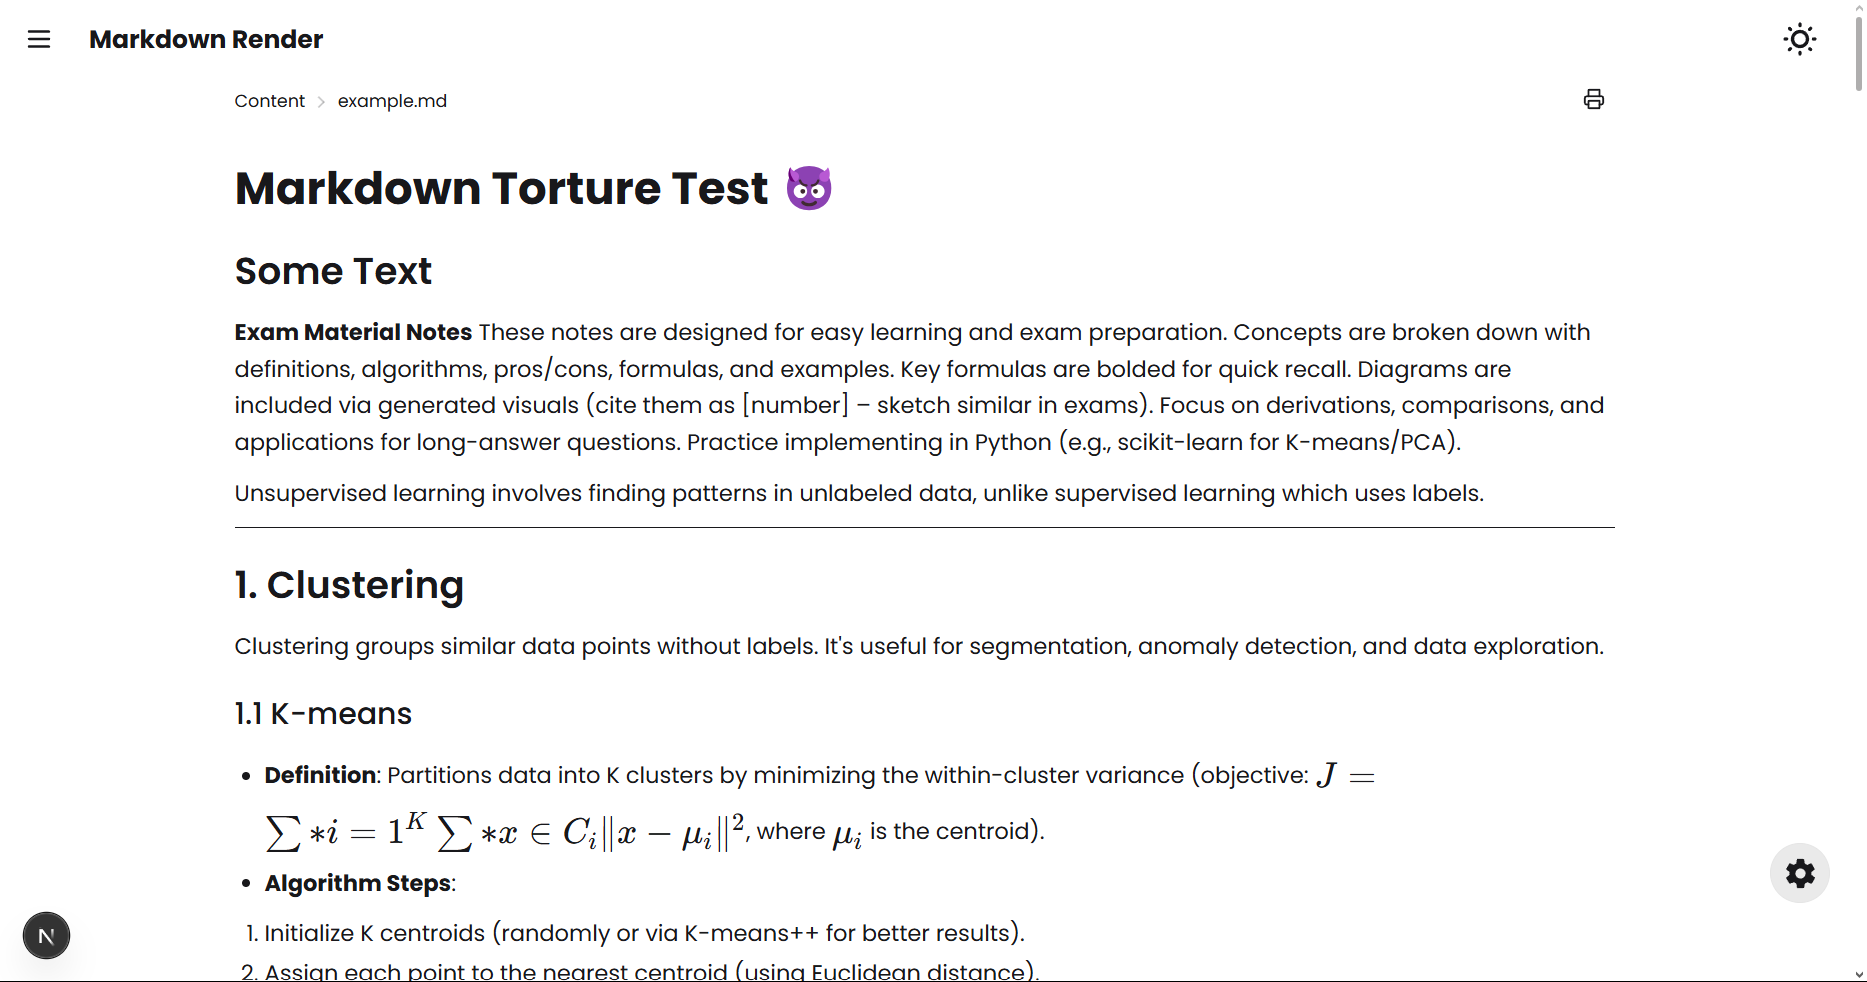 Markdown Render
Content > example.md
Markdown Torture Test 😈
Some Text
Exam Material Notes These notes are designed for easy learning and exam preparation. Concepts are broken down with
definitions, algorithms, pros/cons, formulas, and examples. Key formulas are bolded for quick recall. Diagrams are
included via generated visuals (cite them as [number] – sketch similar in exams). Focus on derivations, comparisons, and
applications for long-answer questions. Practice implementing in Python (e.g., scikit-learn for K-means/PCA).
Unsupervised learning involves finding patterns in unlabeled data, unlike supervised learning which uses labels.
1. Clustering
Clustering groups similar data points without labels. It's useful for segmentation, anomaly detection, and data exploration.
1.1 K-means
• Definition: Partitions data into K clusters by minimizing the within-cluster variance (objective: J =
∑ ∗i = 1^K ∑ ∗x ∈ C_i‖x − μ_i‖², where μ_i is the centroid).
• Algorithm Steps:
1. Initialize K centroids (randomly or via K-means++ for better results).
2. Assign each point to the nearest centroid (using Euclidean distance).
N